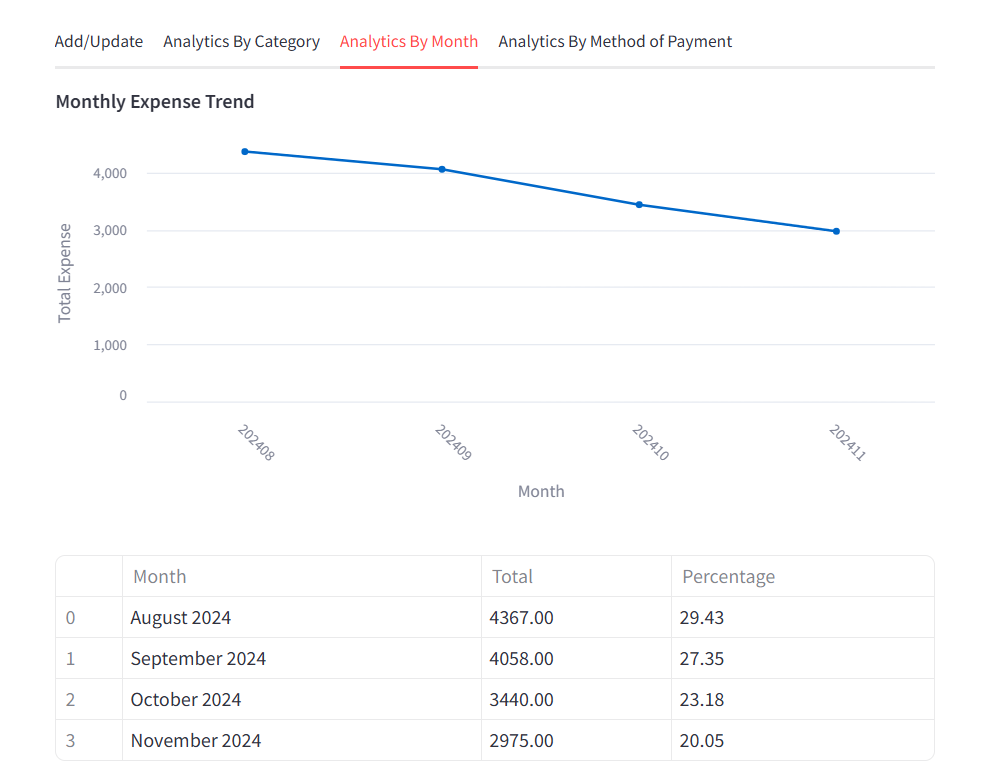 Add/Update Analytics By Category Analytics By Month Analytics By Method of Payment
Monthly Expense Trend
4,000
3,000
2,000
1,000
0
Total Expense
202408 202409 202410 202411
Month
Month Total Percentage
0 August 2024 4367.00 29.43
1 September 2024 4058.00 27.35
2 October 2024 3440.00 23.18
3 November 2024 2975.00 20.05